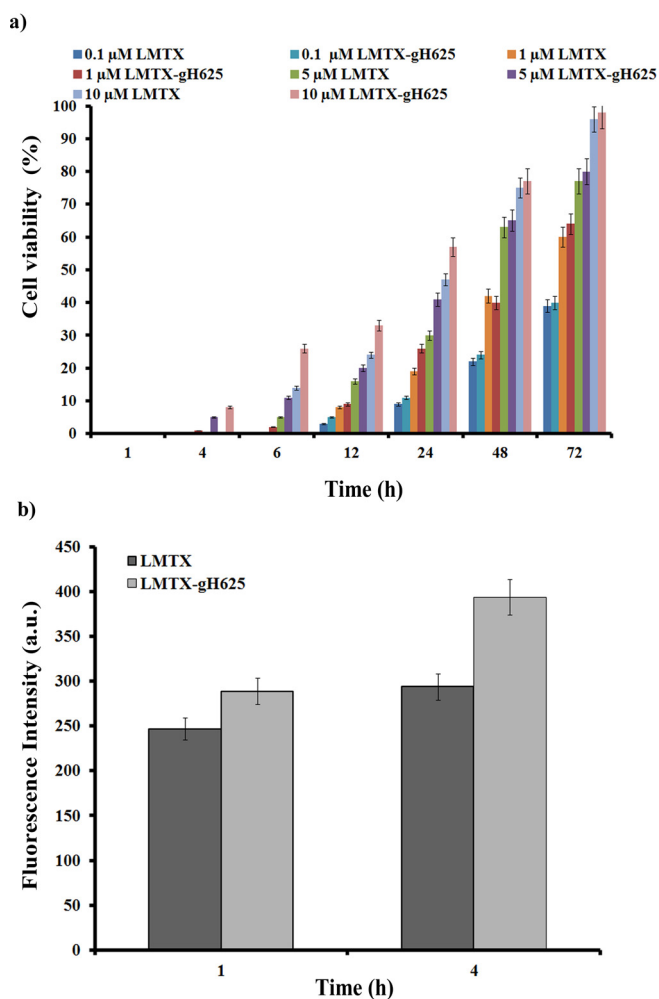 a)
0.1 µM LMTX 0.1 µM LMTX-gH625 1 µM LMTX
1 µM LMTX-gH625 5 µM LMTX 5 µM LMTX-gH625
10 µM LMTX 10 µM LMTX-gH625
100
90
80
70
60
50
40
30
20
10
0
Cell viability (%)
1 4 6 12 24 48 72
Time (h)
b)
450
400
350
300
250
200
150
100
50
0
Fluorescence Intensity (a.u.)
LMTX
LMTX-gH625
1 4
Time (h)